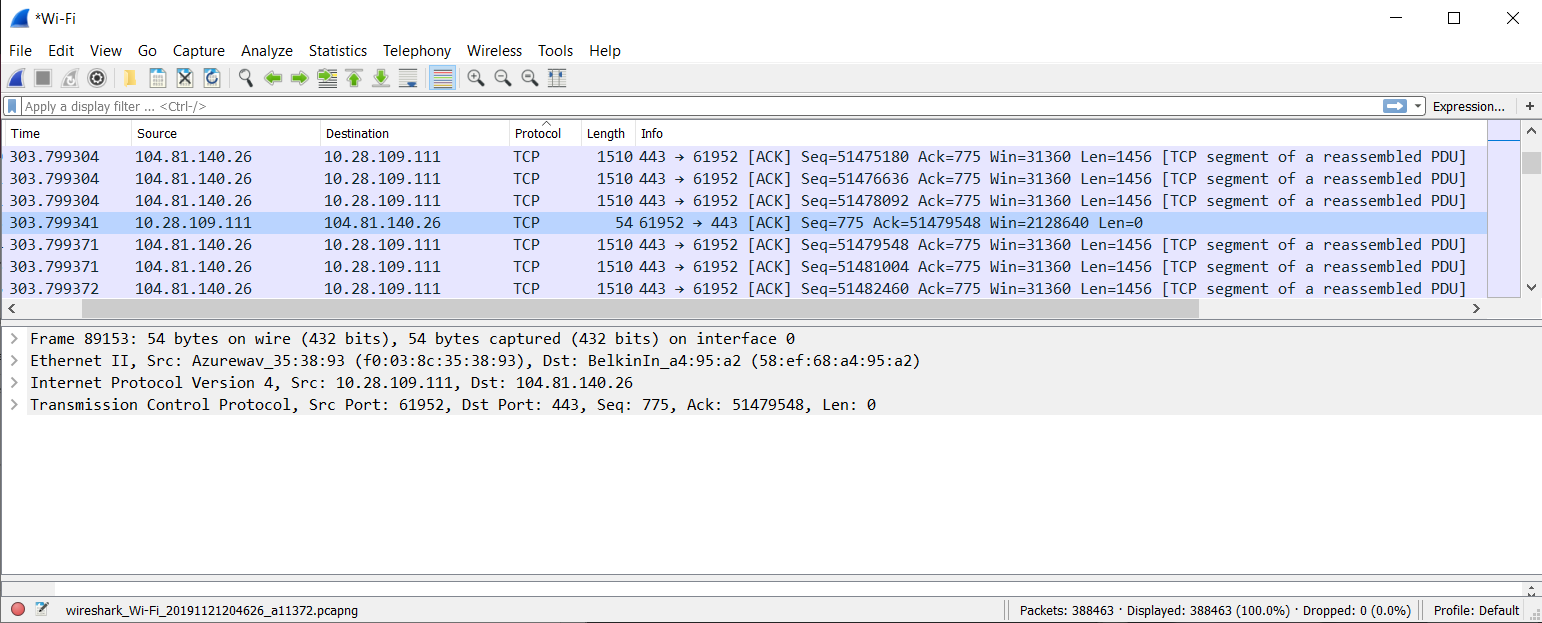 *Wi-Fi
File Edit View Go Capture Analyze Statistics Telephony Wireless Tools Help
Apply a display filter ... <Ctrl-/> Expression... +
Time Source Destination Protocol Length Info
303.799304 104.81.140.26 10.28.109.111 TCP 1510 443 → 61952 [ACK] Seq=51475180 Ack=775 Win=31360 Len=1456 [TCP segment of a reassembled PDU]
303.799304 104.81.140.26 10.28.109.111 TCP 1510 443 → 61952 [ACK] Seq=51476636 Ack=775 Win=31360 Len=1456 [TCP segment of a reassembled PDU]
303.799304 104.81.140.26 10.28.109.111 TCP 1510 443 → 61952 [ACK] Seq=51478092 Ack=775 Win=31360 Len=1456 [TCP segment of a reassembled PDU]
303.799341 10.28.109.111 104.81.140.26 TCP 54 61952 → 443 [ACK] Seq=775 Ack=51479548 Win=2128640 Len=0
303.799371 104.81.140.26 10.28.109.111 TCP 1510 443 → 61952 [ACK] Seq=51479548 Ack=775 Win=31360 Len=1456 [TCP segment of a reassembled PDU]
303.799371 104.81.140.26 10.28.109.111 TCP 1510 443 → 61952 [ACK] Seq=51481004 Ack=775 Win=31360 Len=1456 [TCP segment of a reassembled PDU]
303.799372 104.81.140.26 10.28.109.111 TCP 1510 443 → 61952 [ACK] Seq=51482460 Ack=775 Win=31360 Len=1456 [TCP segment of a reassembled PDU]
Frame 89153: 54 bytes on wire (432 bits), 54 bytes captured (432 bits) on interface 0
Ethernet II, Src: Azurewav_35:38:93 (f0:03:8c:35:38:93), Dst: BelkinIn_a4:95:a2 (58:ef:68:a4:95:a2)
Internet Protocol Version 4, Src: 10.28.109.111, Dst: 104.81.140.26
Transmission Control Protocol, Src Port: 61952, Dst Port: 443, Seq: 775, Ack: 51479548, Len: 0
wireshark_Wi-Fi_20191121204626_a11372.pcapng Packets: 388463 · Displayed: 388463 (100.0%) · Dropped: 0 (0.0%) Profile: Default